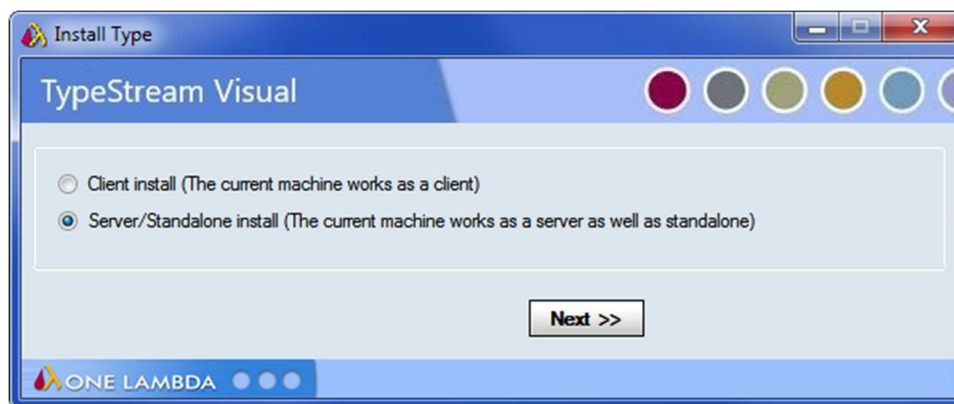 Install Type
TypeStream Visual
Client install (The current machine works as a client)
Server/Standalone install (The current machine works as a server as well as standalone)
Next >>
ONE LAMBDA